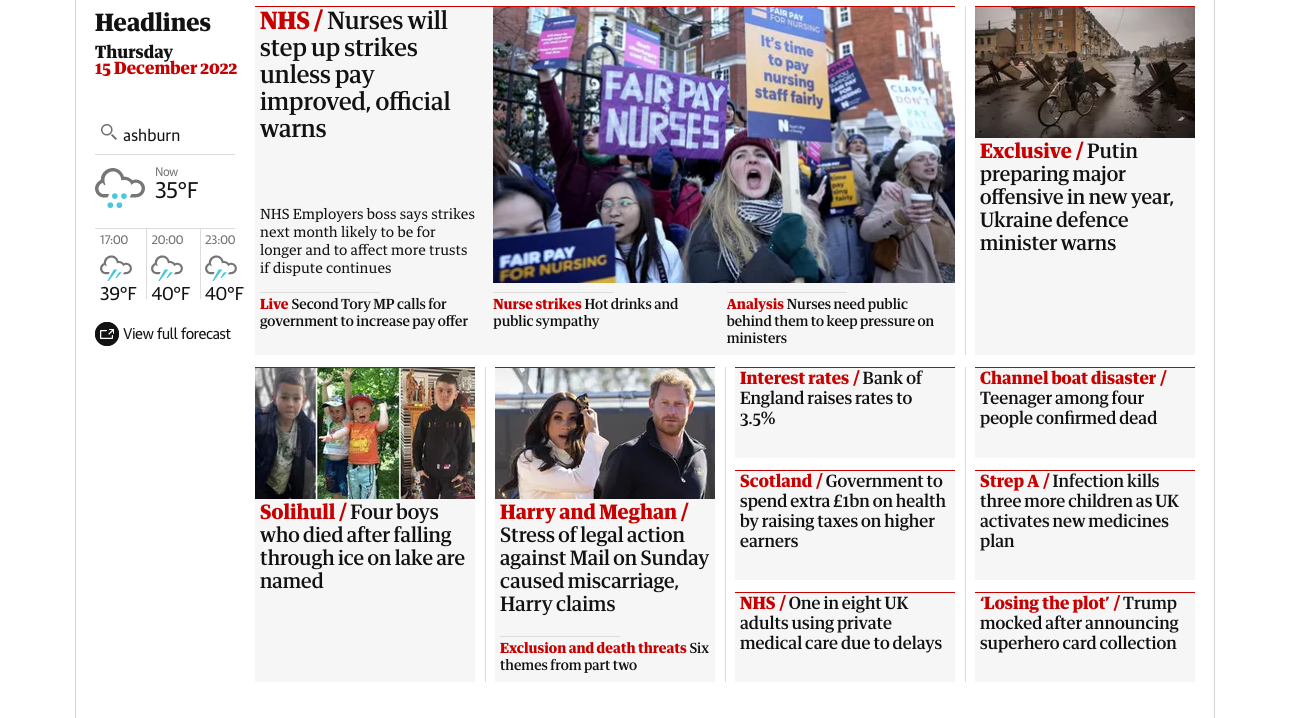 Headlines
Thursday
15 December 2022
ashburn
Now
35°F
17:00
20:00
23:00
39°F
40°F
40°F
View full forecast
NHS / Nurses will
step up strikes
unless pay
improved, official
warns
NHS Employers boss says strikes
next month likely to be for
longer and to affect more trusts
if dispute continues
FAIR PAY
NURSES
FAIR PAY
FOR NURSING
It's time
to pay
nursing
staff fairly
CLAPS
DON'T
PAY
BILLS
FAIR PAY
FOR NURSING
Live Second Tory MP calls for
government to increase pay offer
Nurse strikes Hot drinks and
public sympathy
Analysis Nurses need public
behind them to keep pressure on
ministers
Exclusive / Putin
preparing major
offensive in new year,
Ukraine defence
minister warns
Solihull / Four boys
who died after falling
through ice on lake are
named
Harry and Meghan /
Stress of legal action
against Mail on Sunday
caused miscarriage,
Harry claims
Exclusion and death threats Six
themes from part two
Interest rates / Bank of
England raises rates to
3.5%
Scotland / Government to
spend extra £1bn on health
by raising taxes on higher
earners
NHS / One in eight UK
adults using private
medical care due to delays
Channel boat disaster /
Teenager among four
people confirmed dead
Strep A / Infection kills
three more children as UK
activates new medicines
plan
‘Losing the plot’ / Trump
mocked after announcing
superhero card collection